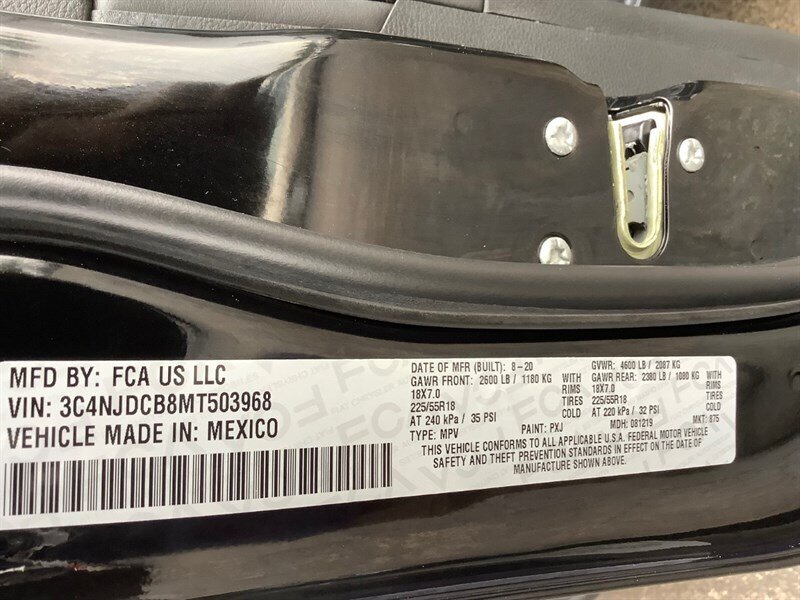 MFD BY: FCA US LLC
VIN: 3C4NJDCB8MT503968
VEHICLE MADE IN: MEXICO
DATE OF MFR (BUILT): 8-20 GVWR: 4600 LB / 2087 KG
GAWR FRONT: 2600 LB / 1180 KG WITH GAWR REAR: 2380 LB / 1080 KG WITH
18X7.0 RIMS 18X7.0 RIMS
225/55R18 TIRES 225/55R18 TIRES
AT 240 kPa / 35 PSI COLD AT 220 kPa / 32 PSI COLD
TYPE: MPV PAINT: PXJ MDH: 081219 MKT: 875
THIS VEHICLE CONFORMS TO ALL APPLICABLE U.S.A. FEDERAL MOTOR VEHICLE
SAFETY AND THEFT PREVENTION STANDARDS IN EFFECT ON THE DATE OF
MANUFACTURE SHOWN ABOVE.